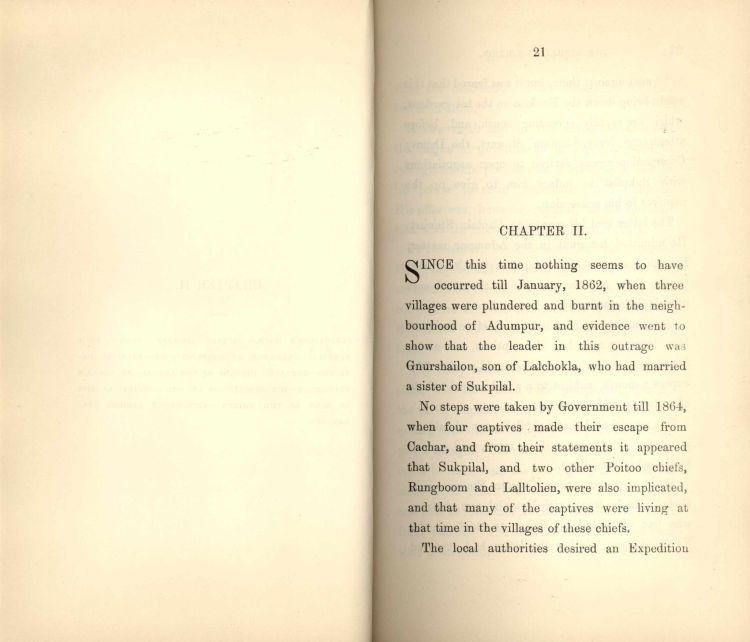 21
CHAPTER II.
SINCE this time nothing seems to have
occurred till January, 1862, when three
villages were plundered and burnt in the neigh-
bourhood of Adumpur, and evidence went to
show that the leader in this outrage was
Gnurshailon, son of Lalchokla, who had married
a sister of Sukpilal.
No steps were taken by Government till 1864,
when four captives made their escape from
Cachar, and from their statements it appeared
that Sukpilal, and two other Poitoo chiefs,
Rungboom and Lalltolien, were also implicated,
and that many of the captives were living at
that time in the villages of these chiefs.
The local authorities desired an Expedition